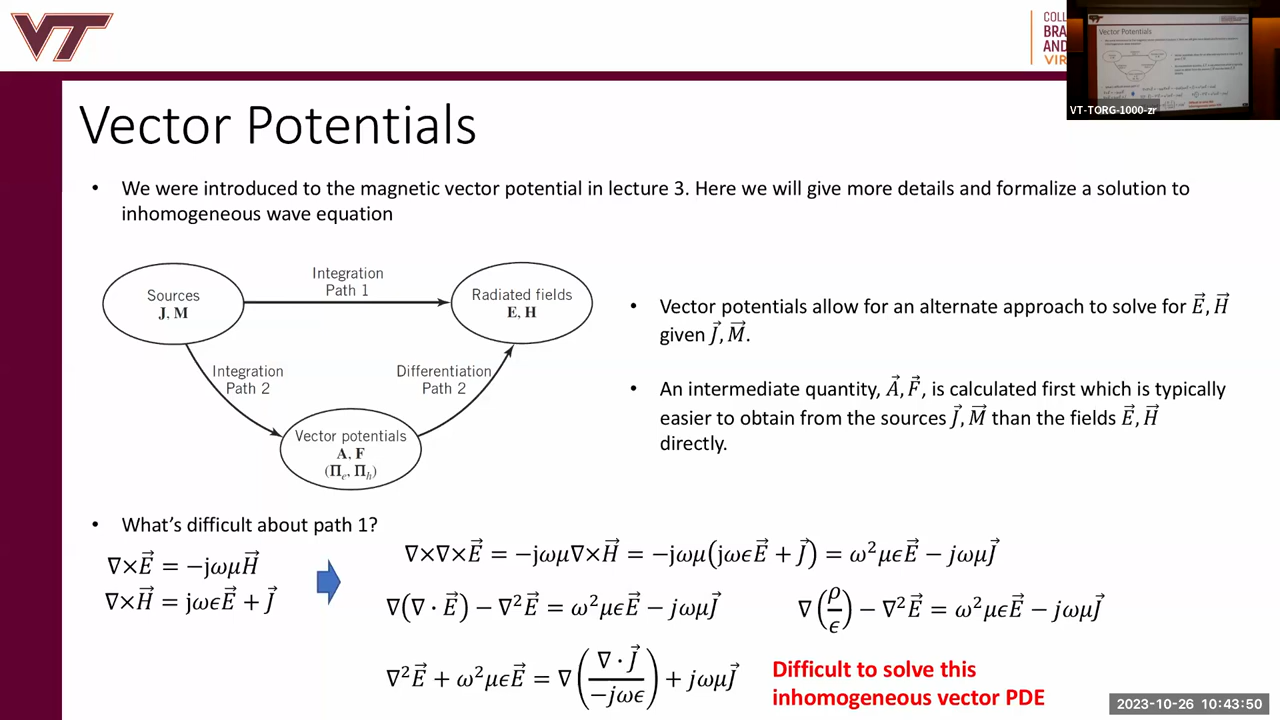 VT
COLL
BRA
AND
VIR
Vector Potentials
VT-TORG-1000-zr
Vector Potentials
• We were introduced to the magnetic vector potential in lecture 3. Here we will give more details and formalize a solution to
inhomogeneous wave equation
Integration
Path 1
Sources
J, M
Radiated fields
E, H
Integration
Path 2
Differentiation
Path 2
Vector potentials
A, F
(Πₑ, Πₕ)
• Vector potentials allow for an alternate approach to solve for E⃗, H⃗
given J⃗, M⃗.
• An intermediate quantity, A⃗, F⃗, is calculated first which is typically
easier to obtain from the sources J⃗, M⃗ than the fields E⃗, H⃗
directly.
• What's difficult about path 1?
∇×E⃗ = −jωμH⃗
∇×H⃗ = jωϵE⃗ + J⃗
∇×∇×E⃗ = −jωμ∇×H⃗ = −jωμ(jωϵE⃗ + J⃗) = ω²μϵE⃗ − jωμJ⃗
∇(∇ · E⃗) − ∇²E⃗ = ω²μϵE⃗ − jωμJ⃗
∇(ρ/ϵ) − ∇²E⃗ = ω²μϵE⃗ − jωμJ⃗
∇²E⃗ + ω²μϵE⃗ = ∇(∇ · J⃗/−jωϵ) + jωμJ⃗
Difficult to solve this
inhomogeneous vector PDE
2023-10-26 10:43:50